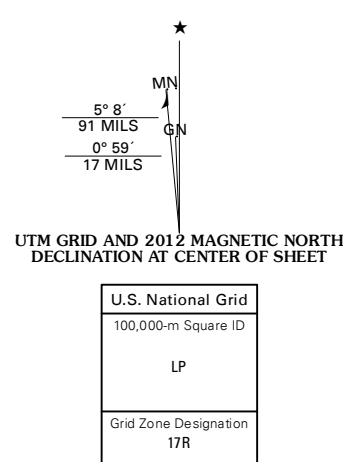 ★
MN
5° 8´
91 MILS
GN
0° 59´
17 MILS
UTM GRID AND 2012 MAGNETIC NORTH
DECLINATION AT CENTER OF SHEET
U.S. National Grid
100,000-m Square ID
LP
Grid Zone Designation
17R